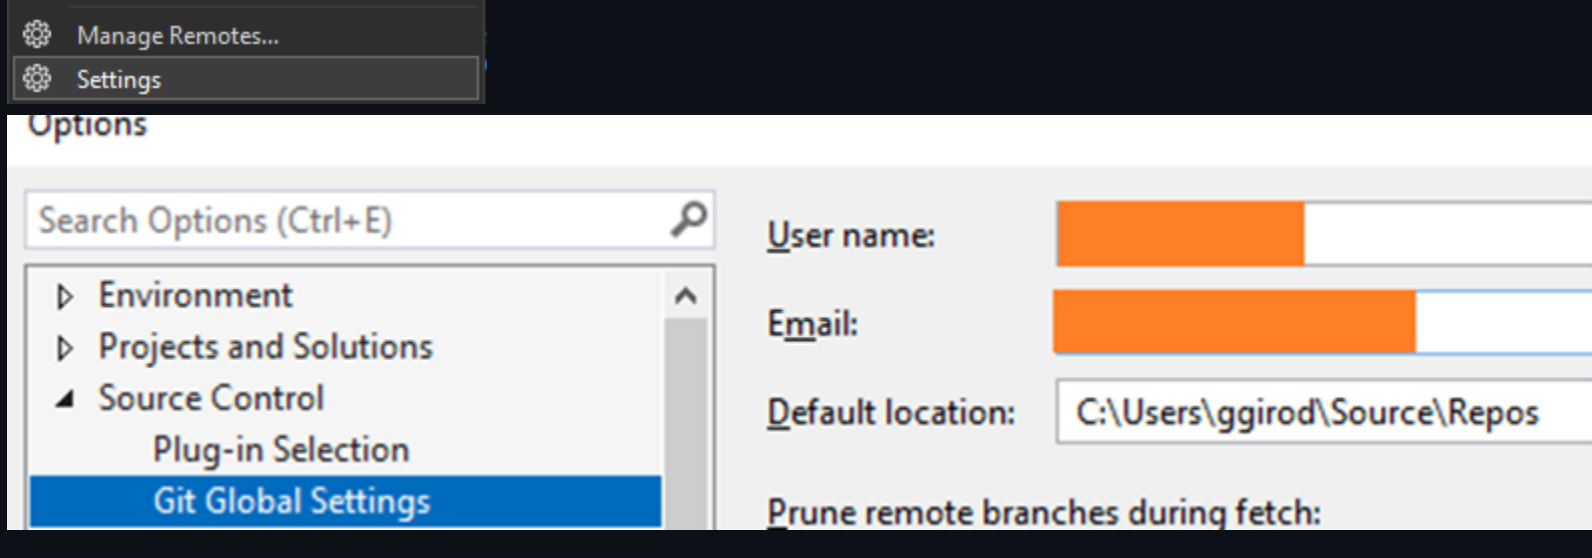 Manage Remotes...
Settings
Options
Search Options (Ctrl+E)
Environment
Projects and Solutions
Source Control
Plug-in Selection
Git Global Settings
User name:
Email:
Default location: C:\Users\ggirod\Source\Repos
Prune remote branches during fetch: